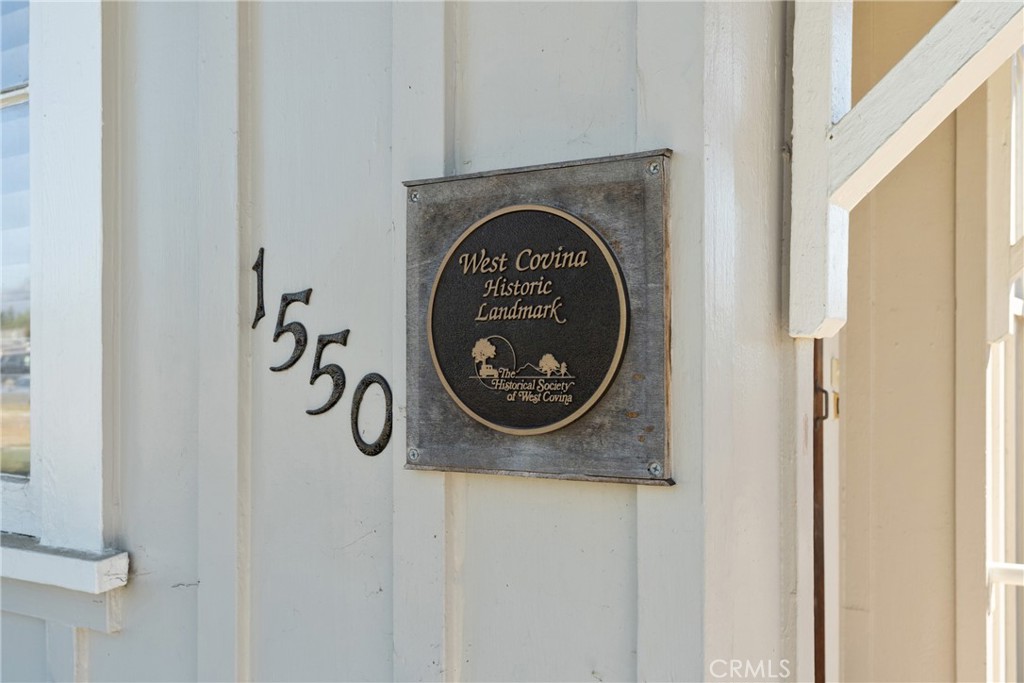 1550
West Covina
Historic
Landmark
The
Historical Society
of West Covina
CRMLS